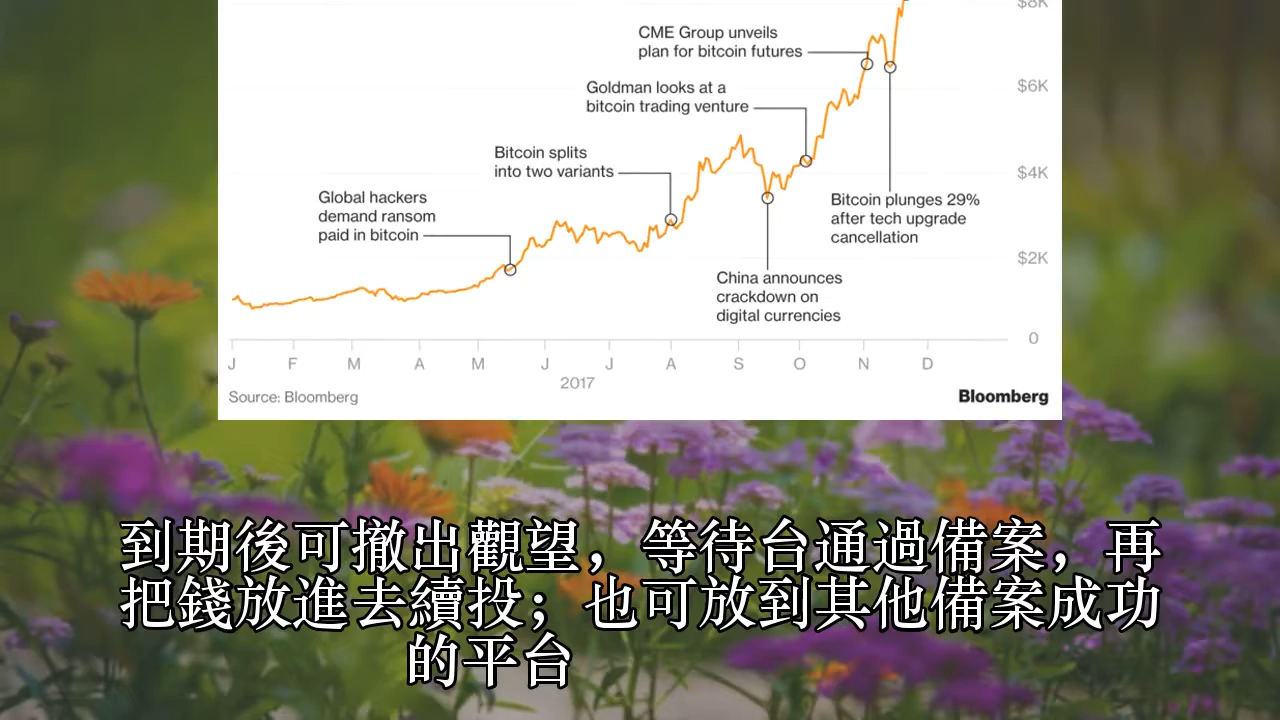 $8K
CME Group unveils
plan for bitcoin futures
$6K
Goldman looks at a
bitcoin trading venture
Bitcoin splits
into two variants
$4K
Global hackers
demand ransom
paid in bitcoin
Bitcoin plunges 29%
after tech upgrade
cancellation
$2K
China announces
crackdown on
digital currencies
0
J F M A M J J A S O N D
2017
Source: Bloomberg
Bloomberg
到期後可撤出觀望，等待台通過備案，再
把錢放進去續投；也可放到其他備案成功
的平台